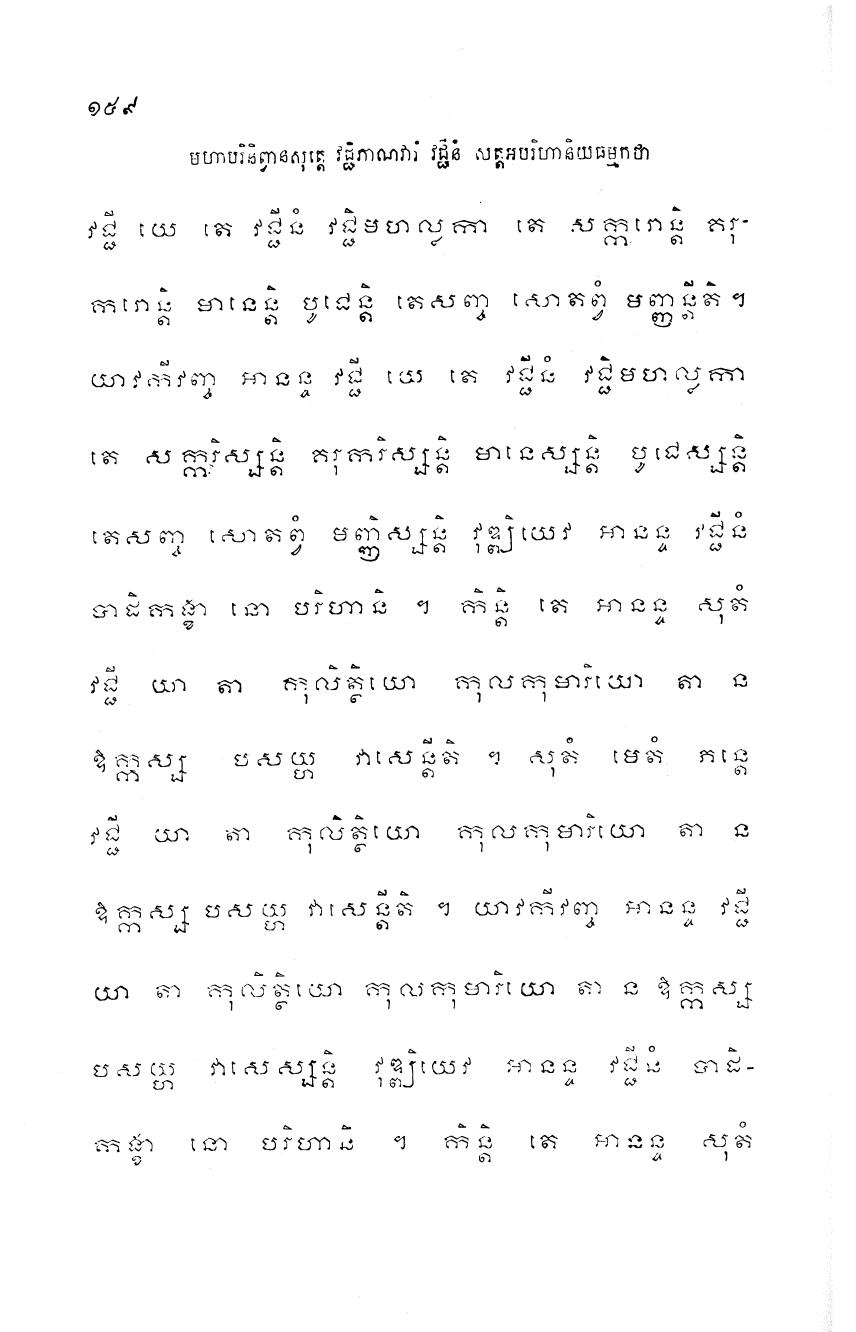 ១៥៩
មហាបរិនិព្វានសុត្តេ វជ្ជិភាណវារំ វជ្ជីនំ សត្តអបរិហានិយធម្មកថា
វជ្ជី យេ តេ វជ្ជីនំ វជ្ជិមហល្លកា តេ សក្ករោន្តិ គរុ-
ករោន្តិ មានេន្តិ បូជេន្តិ តេសញ្ច សោតព្វំ មញ្ញន្តីតិ ។
យាវកីវញ្ច អានន្ទ វជ្ជី យេ តេ វជ្ជីនំ វជ្ជិមហល្លកា
តេ សក្ករិស្សន្តិ គរុករិស្សន្តិ មានេស្សន្តិ បូជេស្សន្តិ
តេសញ្ច សោតព្វំ មញ្ញិស្សន្តិ វុឌ្ឍិយេវ អានន្ទ វជ្ជីនំ
បាដិកង្ខា នោ បរិហានិ ។ កិន្តិ តេ អានន្ទ សុតំ
វជ្ជី យា តា កុលិត្ថិយោ កុលកុមារិយោ តា ន
ឱក្កស្ស បសយ្ហ វាសេន្តីតិ ។ សុតំ មេតំ ភន្តេ
វជ្ជី យា តា កុលិត្ថិយោ កុលកុមារិយោ តា ន
ឱក្កស្ស បសយ្ហ វាសេន្តីតិ ។ យាវកីវញ្ច អានន្ទ វជ្ជី
យា តា កុលិត្ថិយោ កុលកុមារិយោ តា ន ឱក្កស្ស
បសយ្ហ វាសេស្សន្តិ វុឌ្ឍិយេវ អានន្ទ វជ្ជីនំ បាដិ-
កង្ខា នោ បរិហានិ ។ កិន្តិ តេ អានន្ទ សុតំ